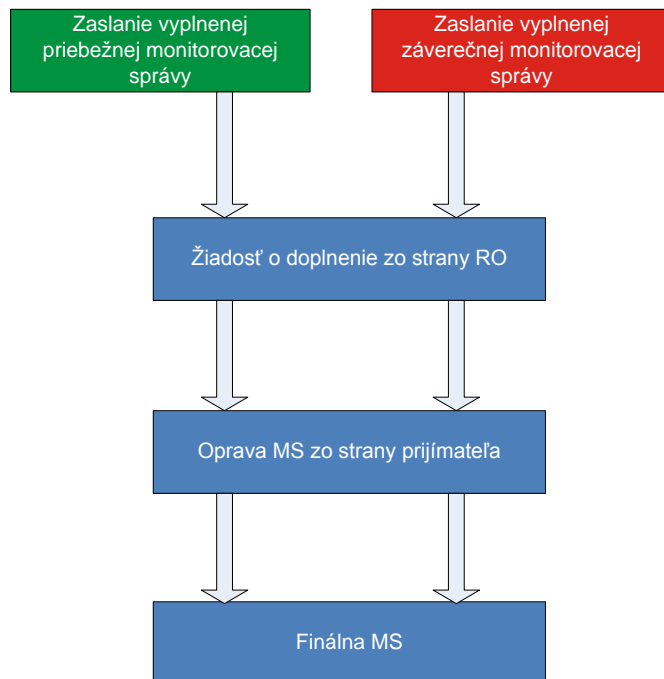 Zaslanie vyplnenej
priebežnej monitorovacej
správy
Zaslanie vyplnenej
záverečnej monitorovacej
správy
Žiadosť o doplnenie zo strany RO
Oprava MS zo strany prijímateľa
Finálna MS